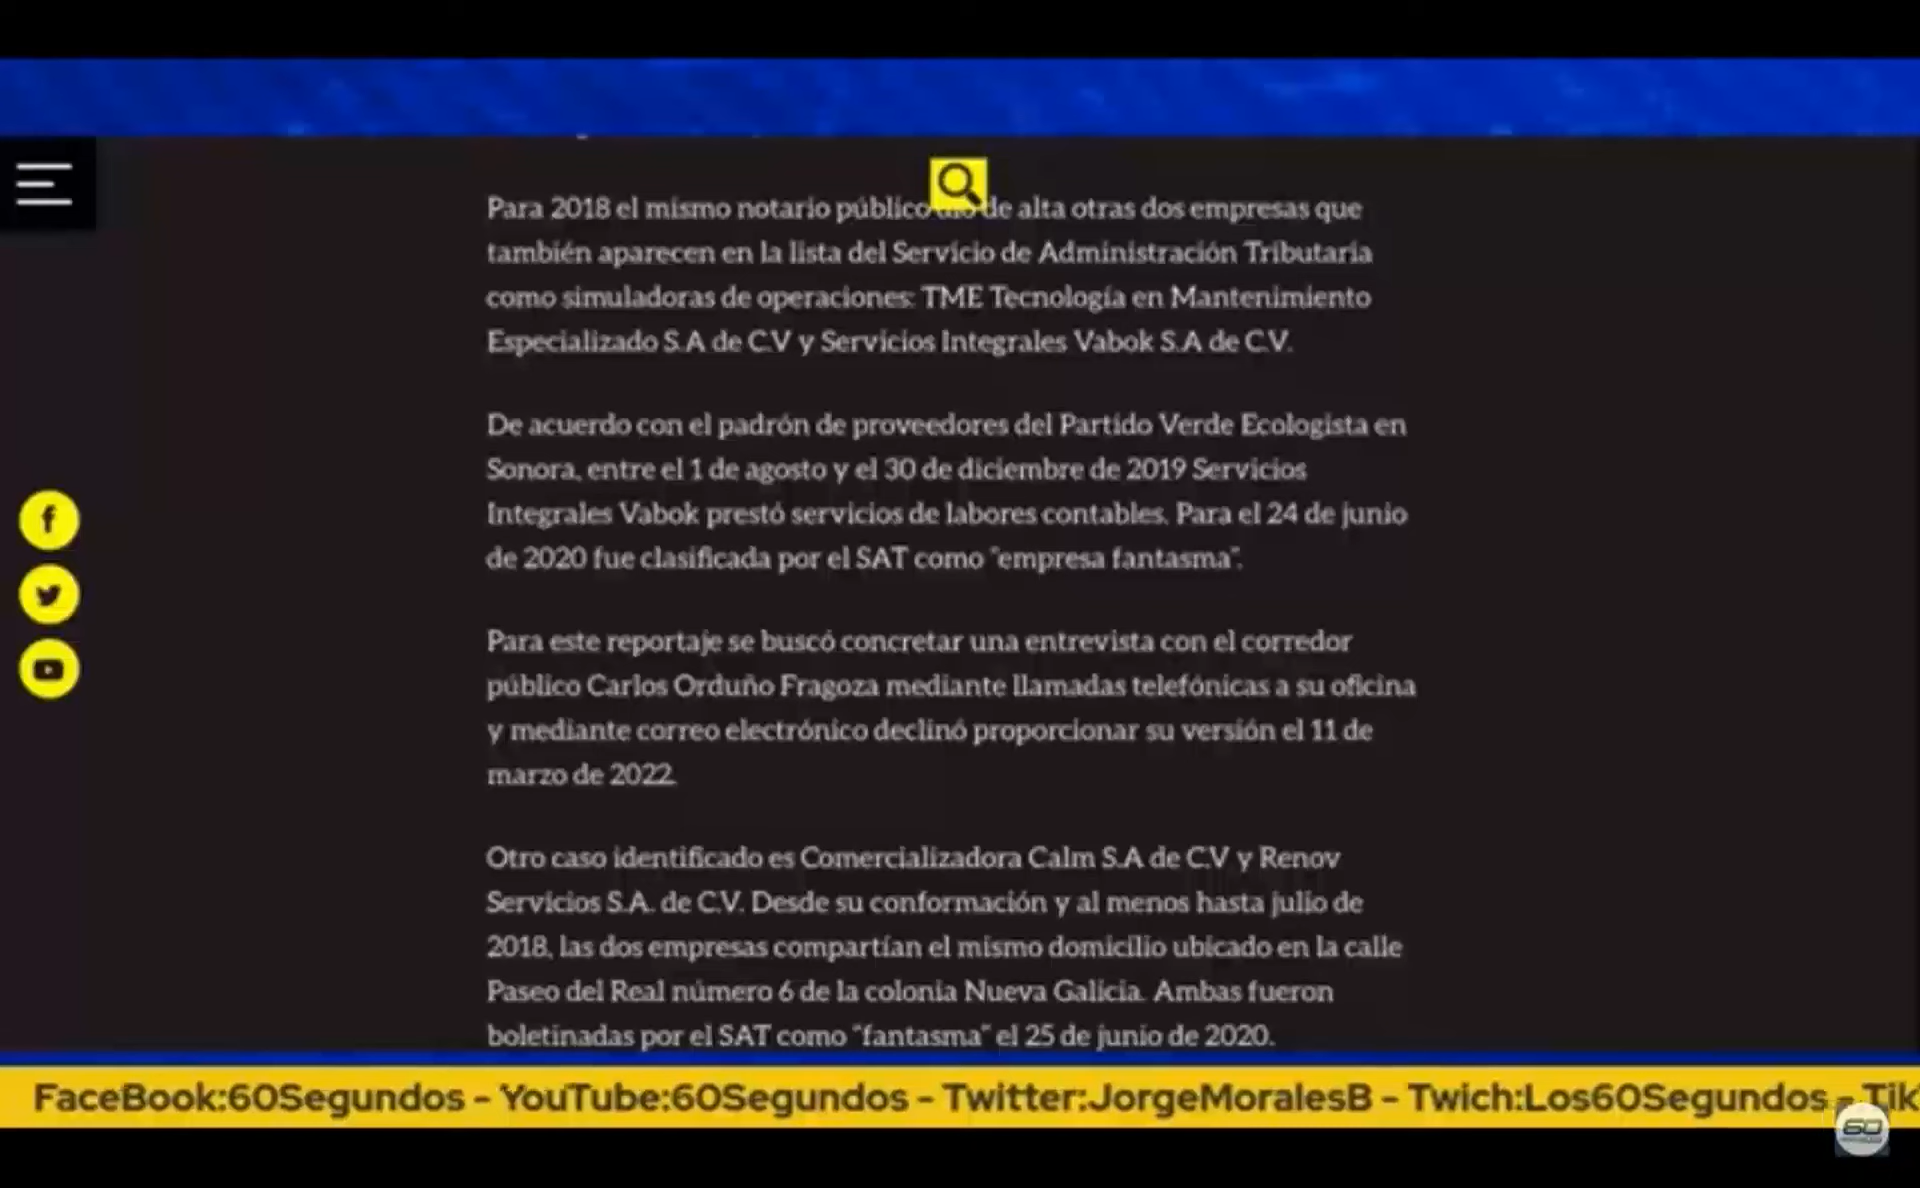 Para 2018 el mismo notario público dio de alta otras dos empresas que
también aparecen en la lista del Servicio de Administración Tributaria
como simuladoras de operaciones: TME Tecnología en Mantenimiento
Especializado S.A de C.V y Servicios Integrales Vabok S.A de C.V.
De acuerdo con el padrón de proveedores del Partido Verde Ecologista en
Sonora, entre el 1 de agosto y el 30 de diciembre de 2019 Servicios
Integrales Vabok prestó servicios de labores contables. Para el 24 de junio
de 2020 fue clasificada por el SAT como "empresa fantasma".
Para este reportaje se buscó concretar una entrevista con el corredor
público Carlos Orduño Fragoza mediante llamadas telefónicas a su oficina
y mediante correo electrónico declinó proporcionar su versión el 11 de
marzo de 2022.
Otro caso identificado es Comercializadora Calm S.A de C.V y Renov
Servicios S.A. de C.V. Desde su conformación y al menos hasta julio de
2018, las dos empresas compartían el mismo domicilio ubicado en la calle
Paseo del Real número 6 de la colonia Nueva Galicia. Ambas fueron
boletinadas por el SAT como "fantasma" el 25 de junio de 2020.
FaceBook:60Segundos - YouTube:60Segundos - Twitter:JorgeMoralesB - Twich:Los60Segundos - Tik
60